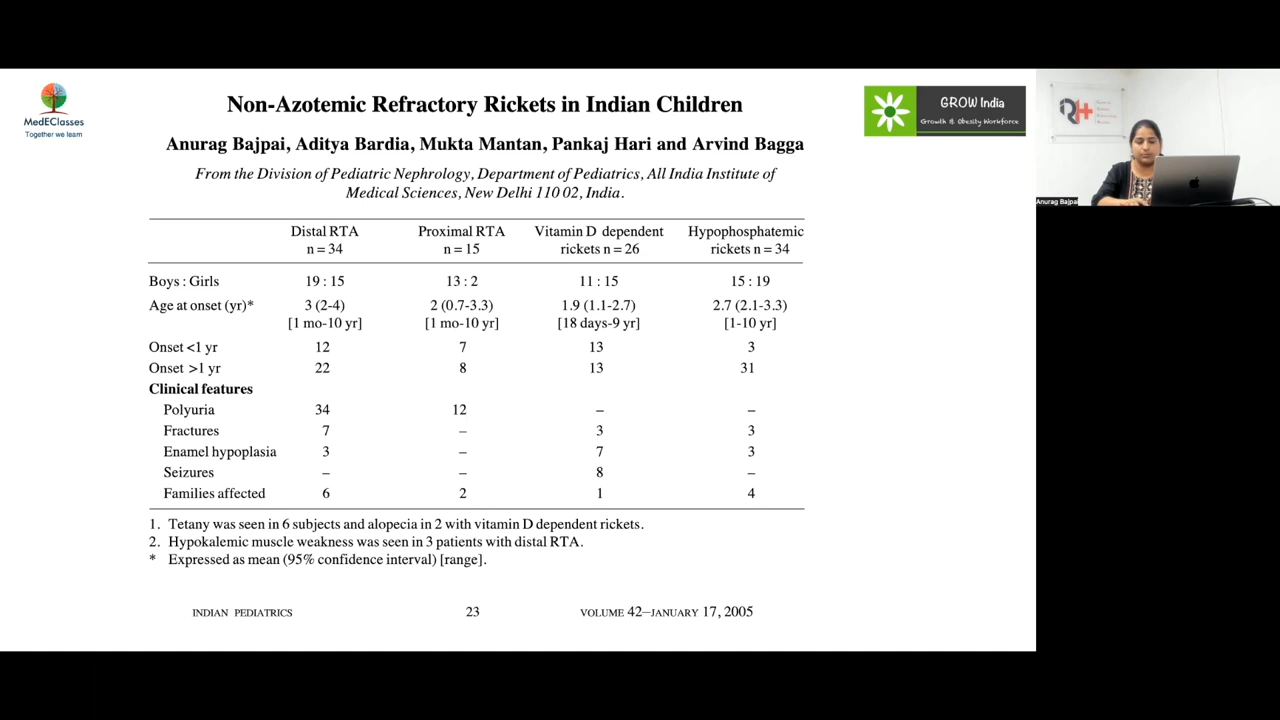 MedEClasses
Together we learn
Non-Azotemic Refractory Rickets in Indian Children
GROW India
Growth & Obesity Workforce
Anurag Bajpai, Aditya Bardia, Mukta Mantan, Pankaj Hari and Arvind Bagga
From the Division of Pediatric Nephrology, Department of Pediatrics, All India Institute of
Medical Sciences, New Delhi 110 02, India.
Distal RTA Proximal RTA Vitamin D dependent Hypophosphatemic
n = 34 n = 15 rickets n = 26 rickets n = 34
Boys : Girls 19 : 15 13 : 2 11 : 15 15 : 19
Age at onset (yr)* 3 (2-4) 2 (0.7-3.3) 1.9 (1.1-2.7) 2.7 (2.1-3.3)
[1 mo-10 yr] [1 mo-10 yr] [18 days-9 yr] [1-10 yr]
Onset <1 yr 12 7 13 3
Onset >1 yr 22 8 13 31
Clinical features
Polyuria 34 12 – –
Fractures 7 – 3 3
Enamel hypoplasia 3 – 7 3
Seizures – – 8 –
Families affected 6 2 1 4
1. Tetany was seen in 6 subjects and alopecia in 2 with vitamin D dependent rickets.
2. Hypokalemic muscle weakness was seen in 3 patients with distal RTA.
* Expressed as mean (95% confidence interval) [range].
INDIAN PEDIATRICS 23 VOLUME 42–JANUARY 17, 2005
Anurag Bajpai